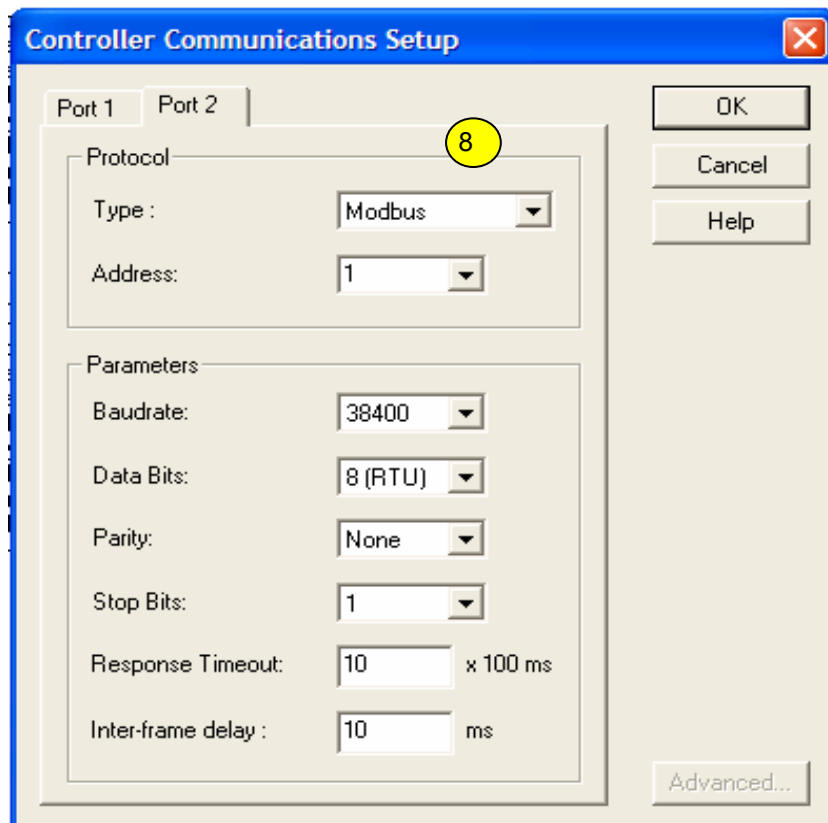 Controller Communications Setup
Port 1
Port 2
8
OK
Protocol
Cancel
Type :
Modbus
Help
Address:
1
Parameters
Baudrate:
38400
Data Bits:
8 (RTU)
Parity:
None
Stop Bits:
1
Response Timeout:
10
x 100 ms
Inter-frame delay :
10
ms
Advanced...